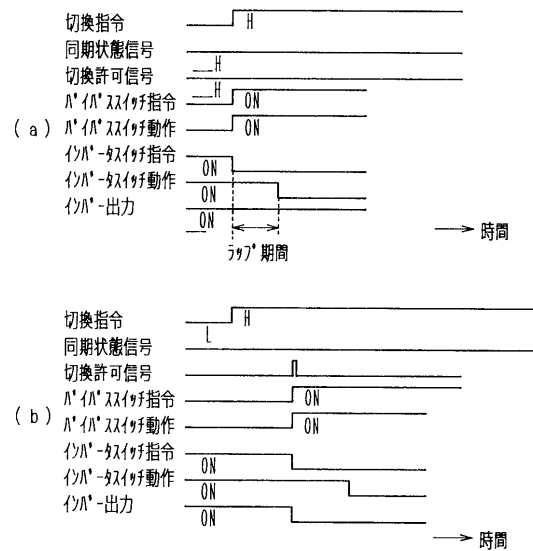 切換指令
H
同期状態信号
H
切換許可信号
H
ﾊﾞｲﾊﾟｽｽｲｯﾁ指令
ON
(a) ﾊﾞｲﾊﾟｽｽｲｯﾁ動作
ON
ｲﾝﾊﾞｰﾀｽｲｯﾁ指令
ON
ｲﾝﾊﾞｰﾀｽｲｯﾁ動作
ON
ｲﾝﾊﾞｰ出力
ON
時間
ﾗｯﾌﾟ期間
切換指令
H
L
同期状態信号
切換許可信号
ﾊﾞｲﾊﾟｽｽｲｯﾁ指令
ON
(b) ﾊﾞｲﾊﾟｽｽｲｯﾁ動作
ON
ｲﾝﾊﾞｰﾀｽｲｯﾁ指令
ON
ｲﾝﾊﾞｰﾀｽｲｯﾁ動作
ON
ｲﾝﾊﾞｰ出力
ON
時間